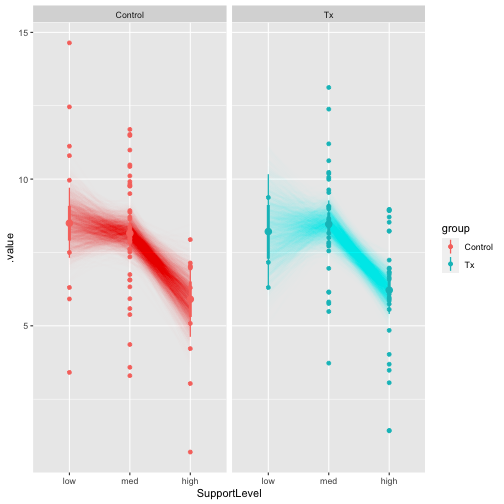 Control Tx
15
10
5
.value
low med high low med high
SupportLevel
group
Control
Tx